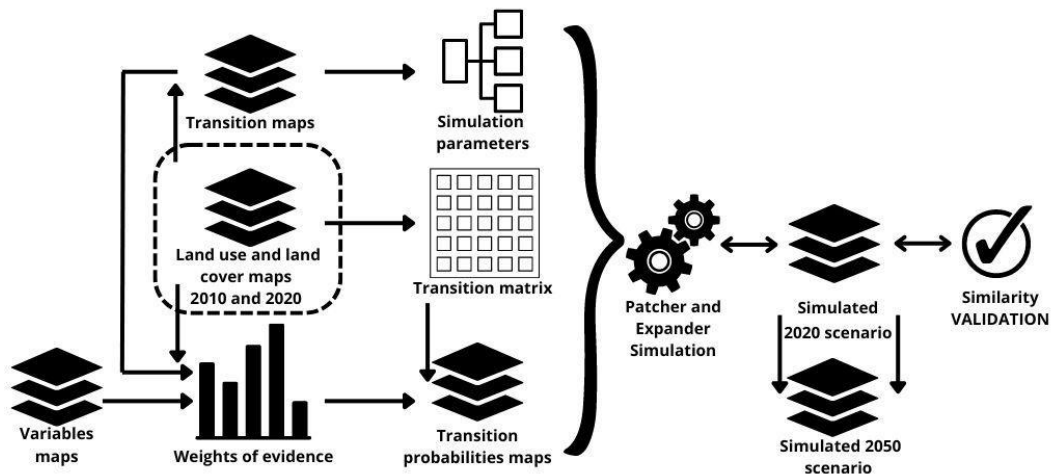 Transition maps
Simulation
parameters
Land use and land
cover maps
2010 and 2020
Transition matrix
Variables
maps
Weights of evidence
Transition
probabilities maps
Patcher and
Expander
Simulation
Simulated
2020 scenario
Similarity
VALIDATION
Simulated 2050
scenario